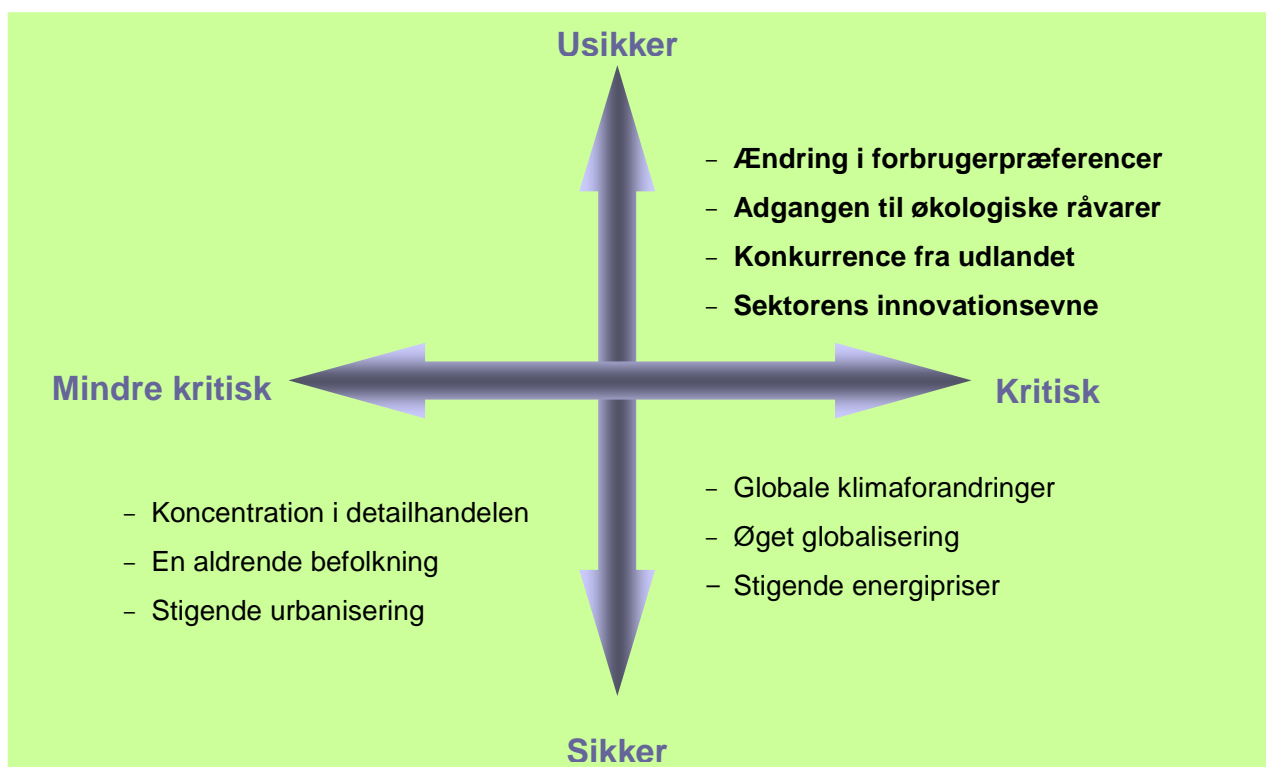 Usikker
– Ændring i forbrugerpræferencer
– Adgangen til økologiske råvarer
– Konkurrence fra udlandet
– Sektorens innovationsevne
Mindre kritisk
Kritisk
– Koncentration i detailhandelen
– En aldrende befolkning
– Stigende urbanisering
– Globale klimaforandringer
– Øget globalisering
– Stigende energipriser
Sikker